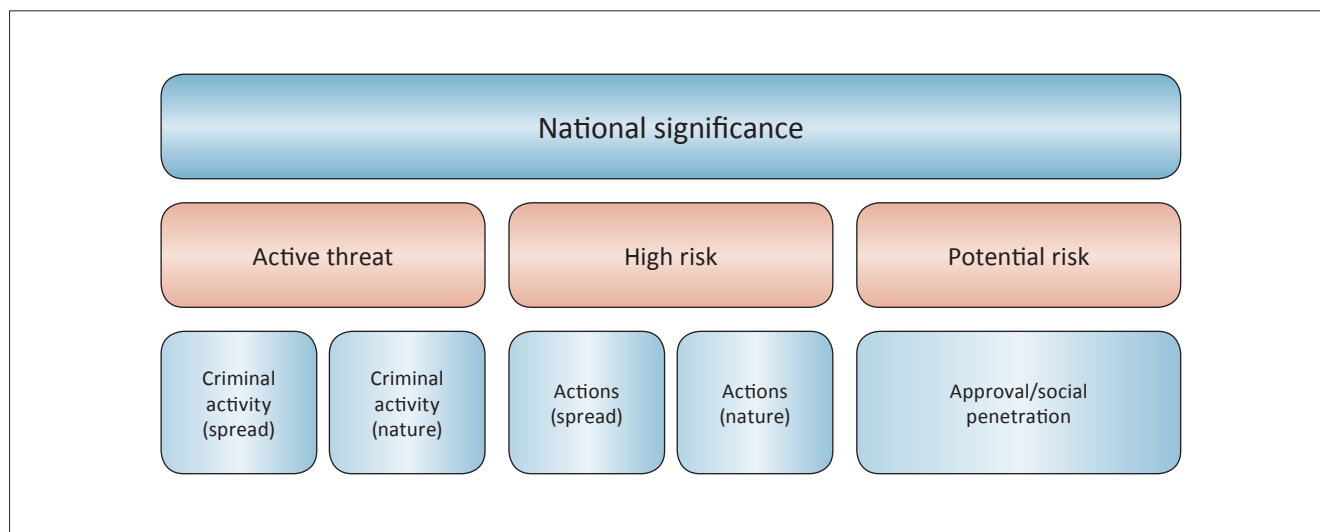 National significance
Active threat
High risk
Potential risk
Criminal
activity
(spread)
Criminal
activity
(nature)
Actions
(spread)
Actions
(nature)
Approval/social
penetration